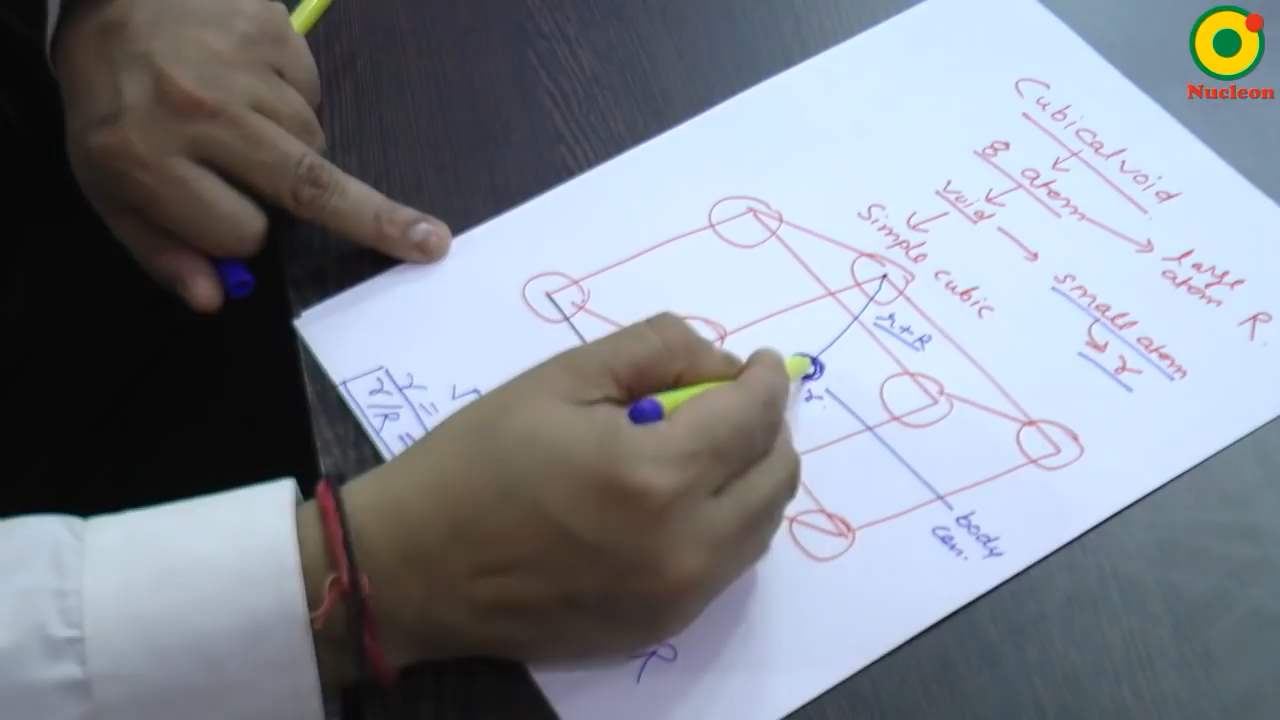 Nucleon
Cubical void
8 atom
void
large
atom
R.
Simple cubic
small atom
r
r+R
r.
body
cen.
r =
r/R =
R